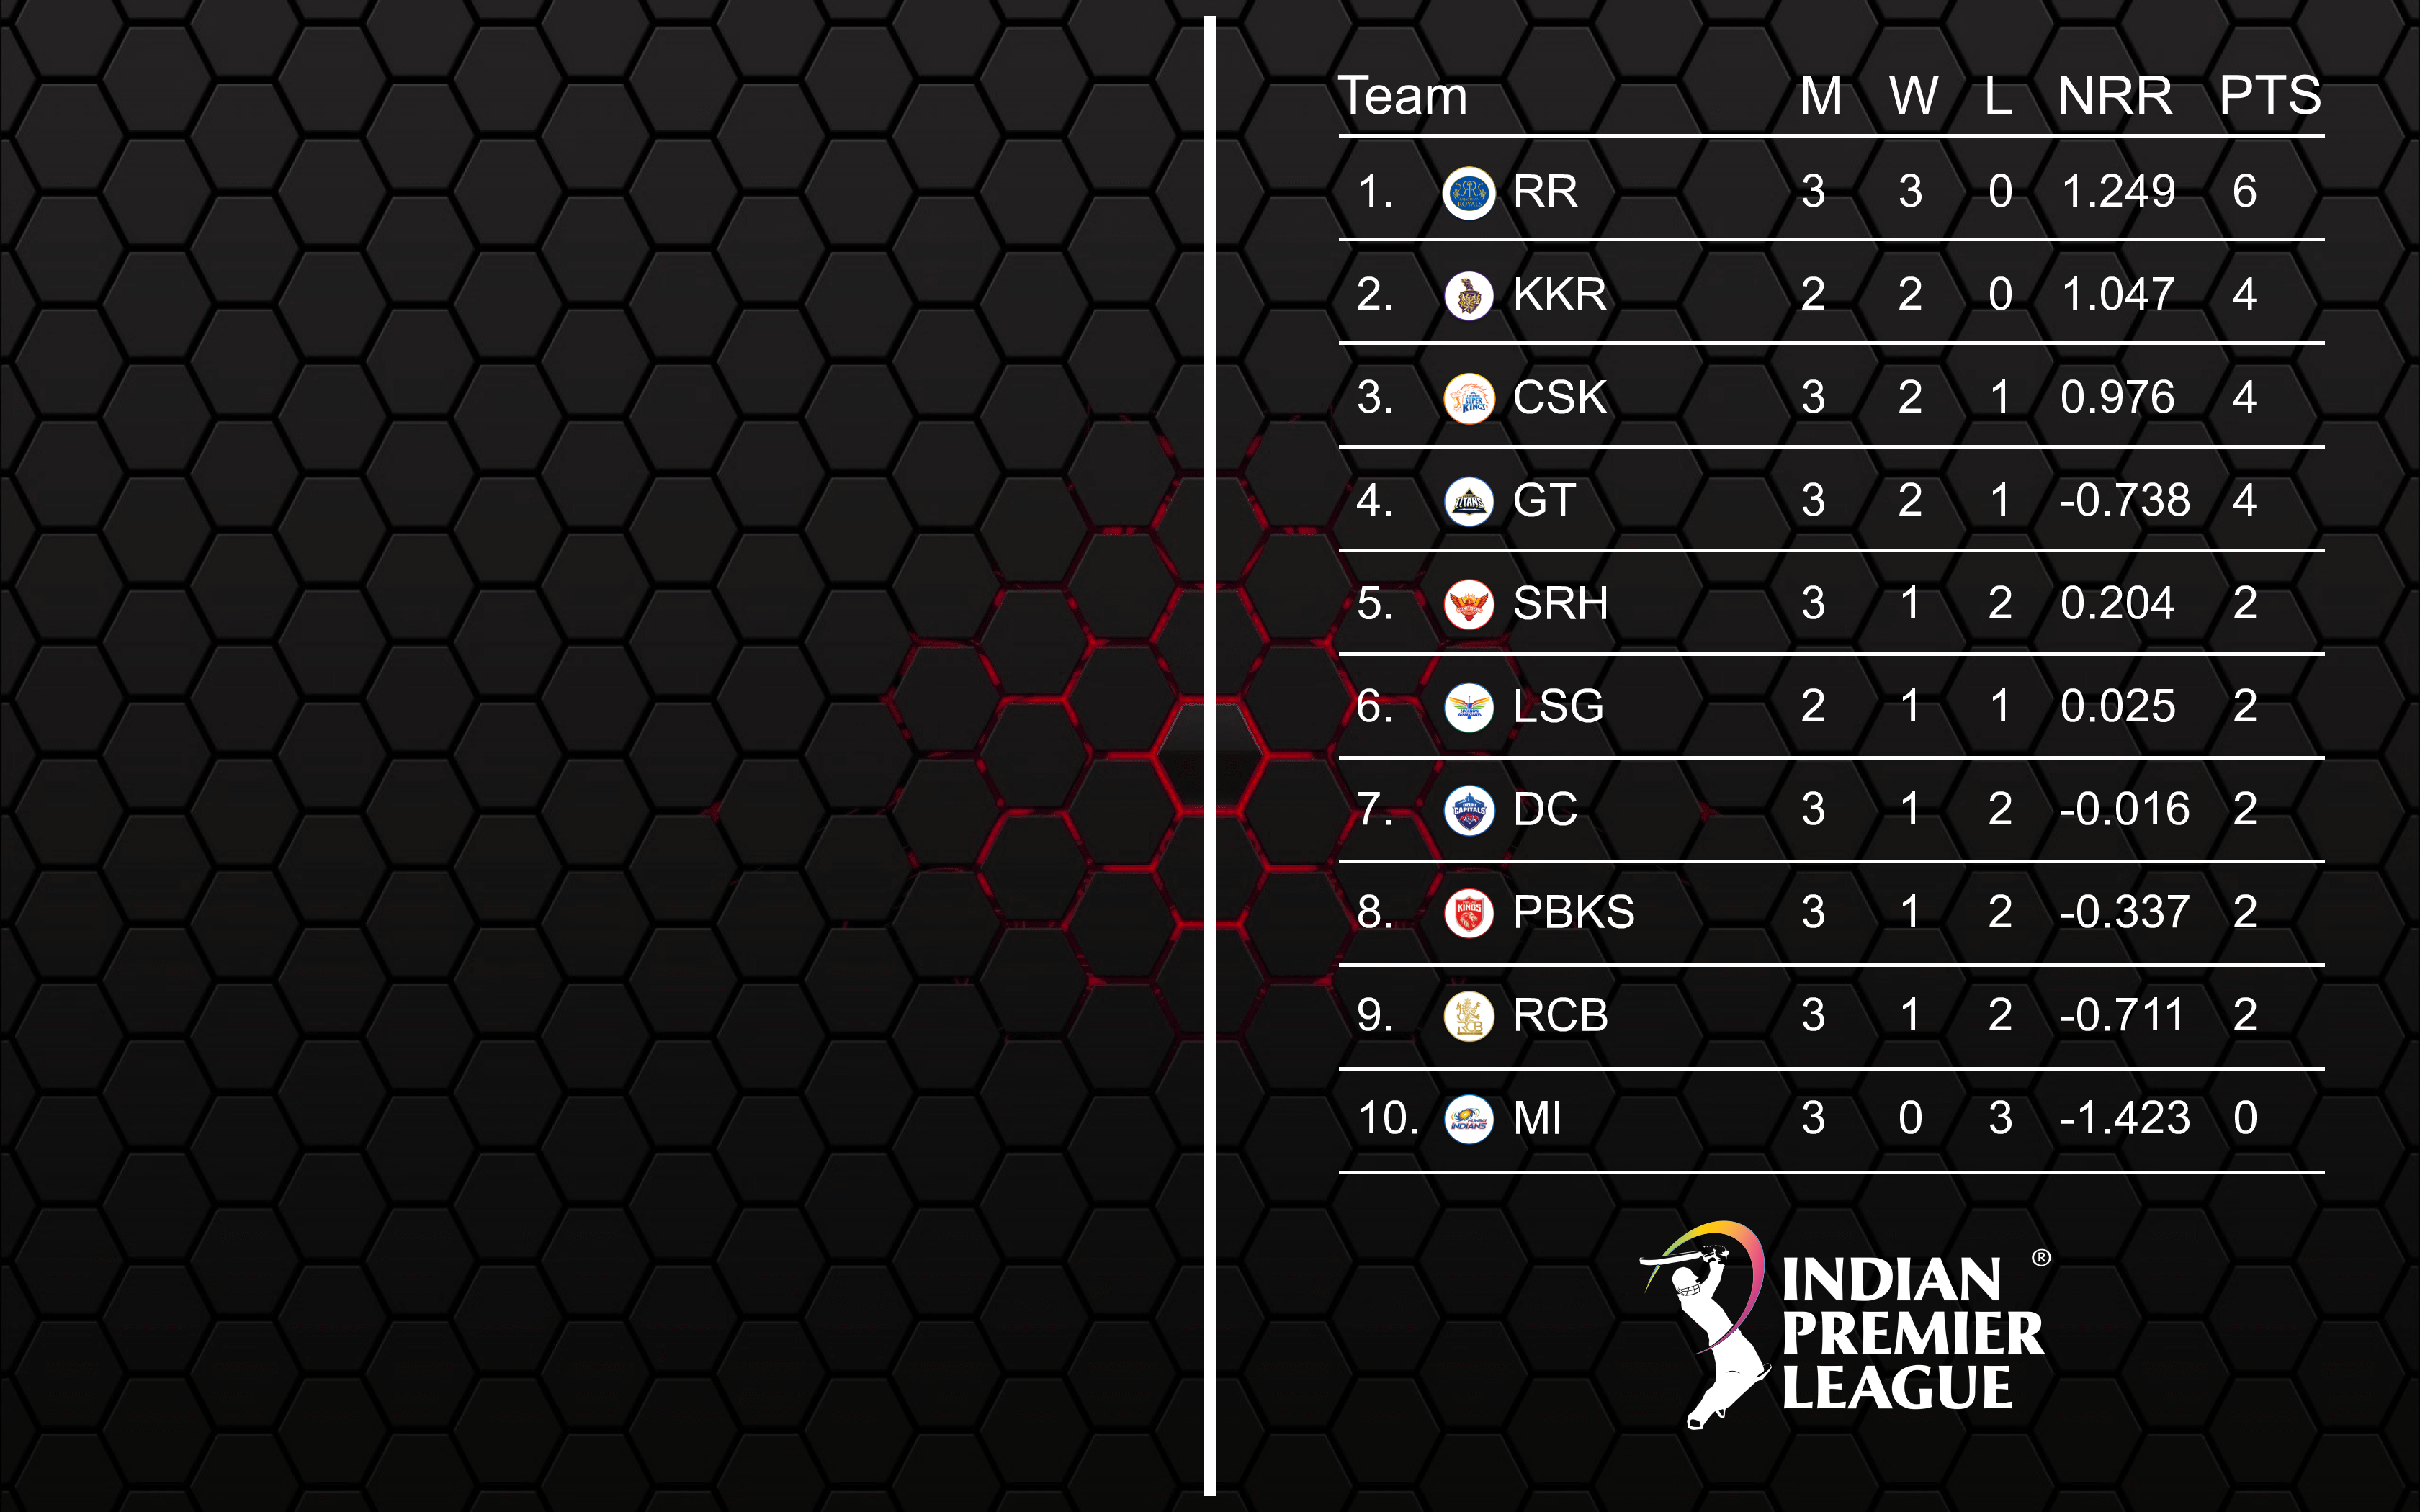 Team M W L NRR PTS
1. RR 3 3 0 1.249 6
2. KKR 2 2 0 1.047 4
3. CSK 3 2 1 0.976 4
4. GT 3 2 1 -0.738 4
5. SRH 3 1 2 0.204 2
6. LSG 2 1 1 0.025 2
7. DC 3 1 2 -0.016 2
8. PBKS 3 1 2 -0.337 2
9. RCB 3 1 2 -0.711 2
10. MI 3 0 3 -1.423 0
INDIAN ®
PREMIER
LEAGUE